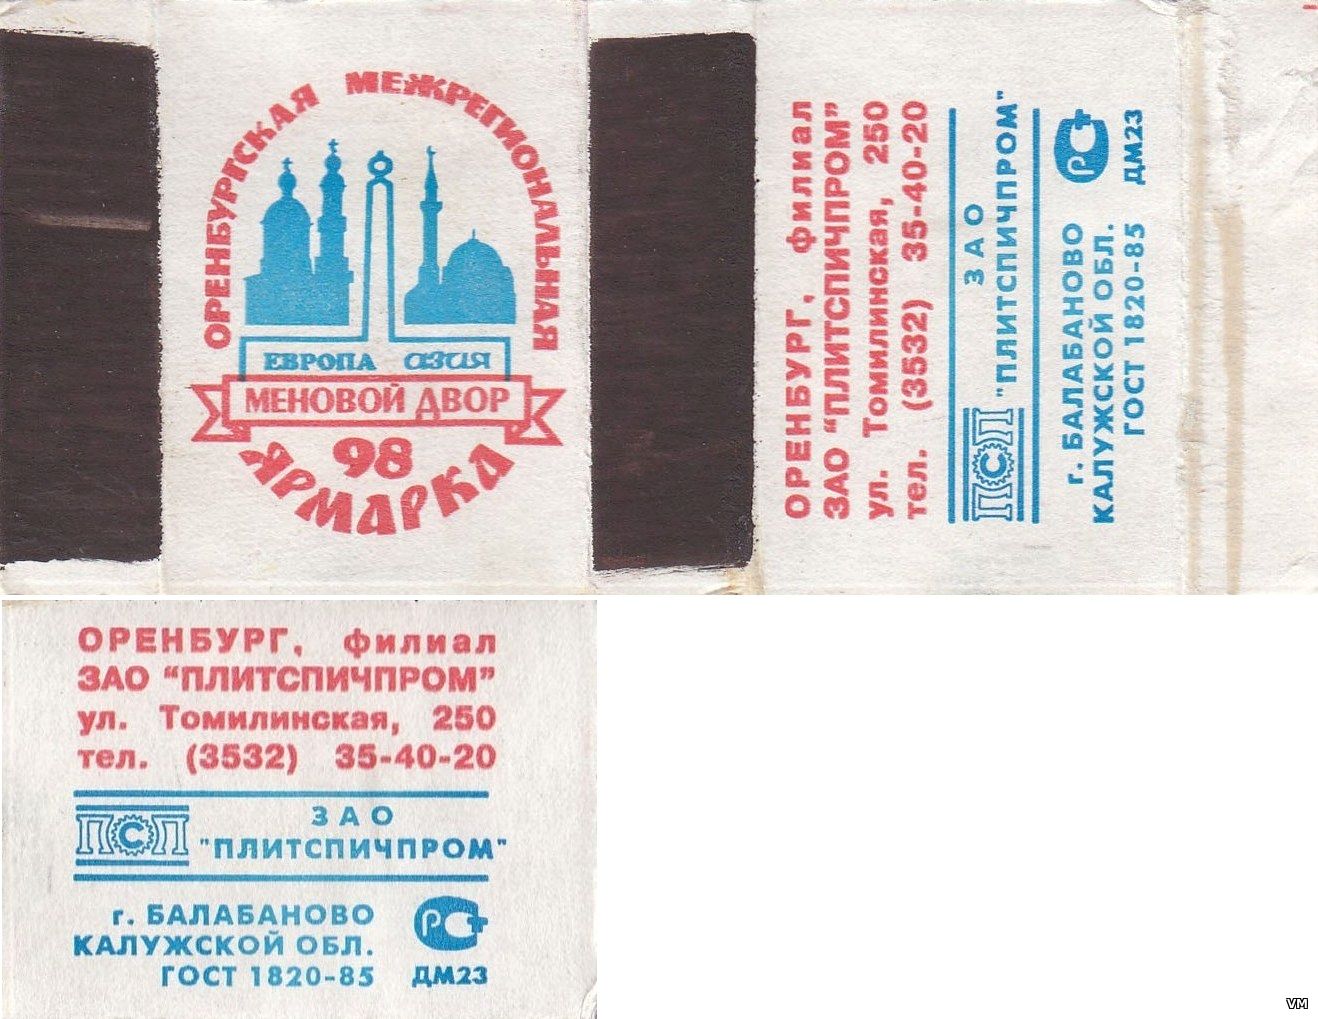 ОРЕНБУРГСКАЯ МЕЖРЕГИОНАЛЬНАЯ
ЕВРОПА АЗИЯ
МЕНОВОЙ ДВОР
98
ЯРМАРКА
ОРЕНБУРГ, филиал
ЗАО "ПЛИТСПИЧПРОМ"
ул. Томилинская, 250
тел. (3532) 35-40-20
ПСП
ЗАО
"ПЛИТСПИЧПРОМ"
г. БАЛАБАНОВО
КАЛУЖСКОЙ ОБЛ.
ГОСТ 1820-85
РСТ
ДМ23
ОРЕНБУРГ, филиал
ЗАО "ПЛИТСПИЧПРОМ"
ул. Томилинская, 250
тел. (3532) 35-40-20
ПСП
ЗАО
"ПЛИТСПИЧПРОМ"
г. БАЛАБАНОВО
КАЛУЖСКОЙ ОБЛ.
ГОСТ 1820-85
РСТ
ДМ23
VM